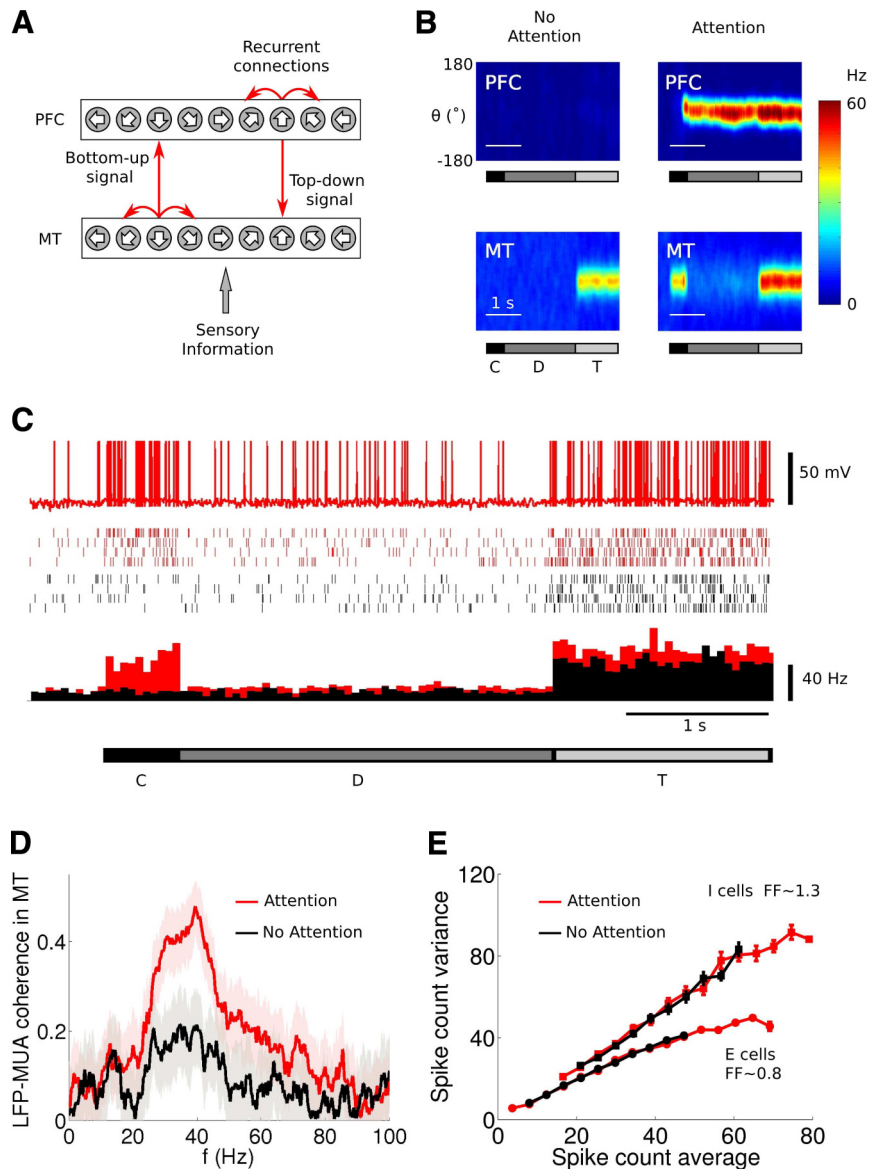 A
Recurrent
connections
PFC
Bottom-up
signal
Top-down
signal
MT
Sensory
Information
B
No
Attention
Attention
Hz
180
θ (°)
-180
PFC
PFC
60
0
MT
1 s
MT
C D T
C
50 mV
40 Hz
1 s
C D T
D
LFP-MUA coherence in MT
0.4
0.2
0
Attention
No Attention
0 20 40 60 80 100
f (Hz)
E
Spike count variance
120
80
40
0
Attention
No Attention
I cells FF~1.3
E cells
FF~0.8
0 20 40 60 80
Spike count average